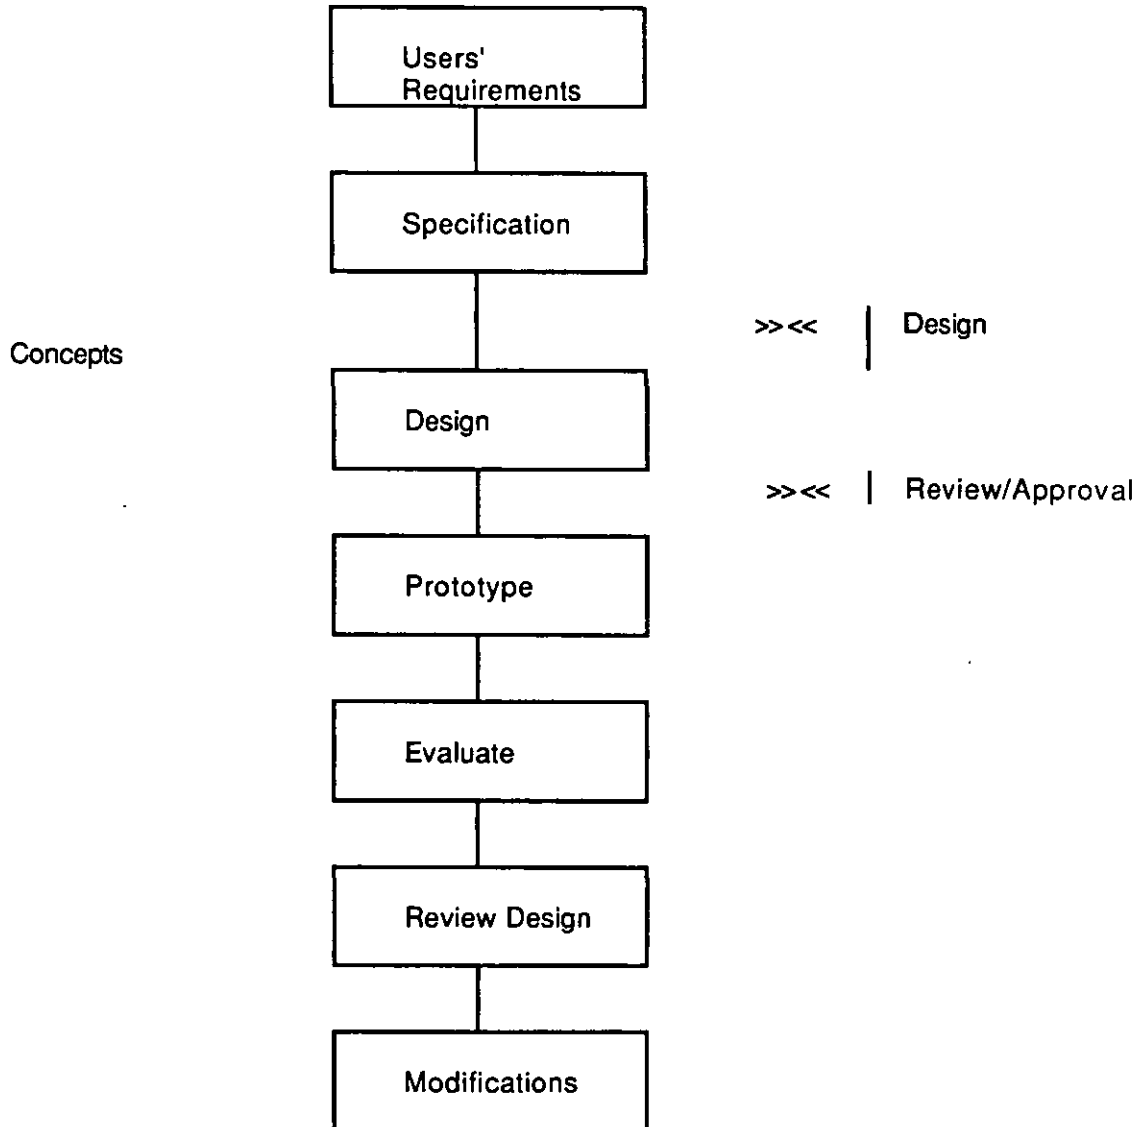 Users'
Requirements
Specification
>><< | Design
Concepts
Design
>><< | Review/Approval
Prototype
Evaluate
Review Design
Modifications